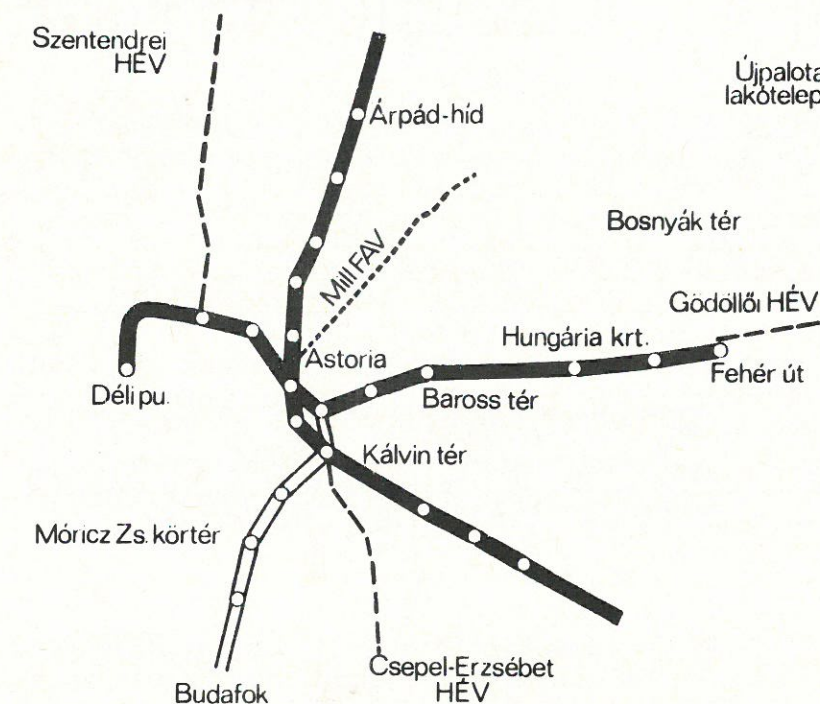 Szentendrei
HÉV
Árpád-híd
Újpalota
lakótelep
Mill FAV
Bosnyák tér
Gödöllői HÉV
Hungária krt.
Astoria
Déli pu.
Baross tér
Fehér út
Kálvin tér
Móricz Zs. körtér
Csepel-Erzsébet
HÉV
Budafok